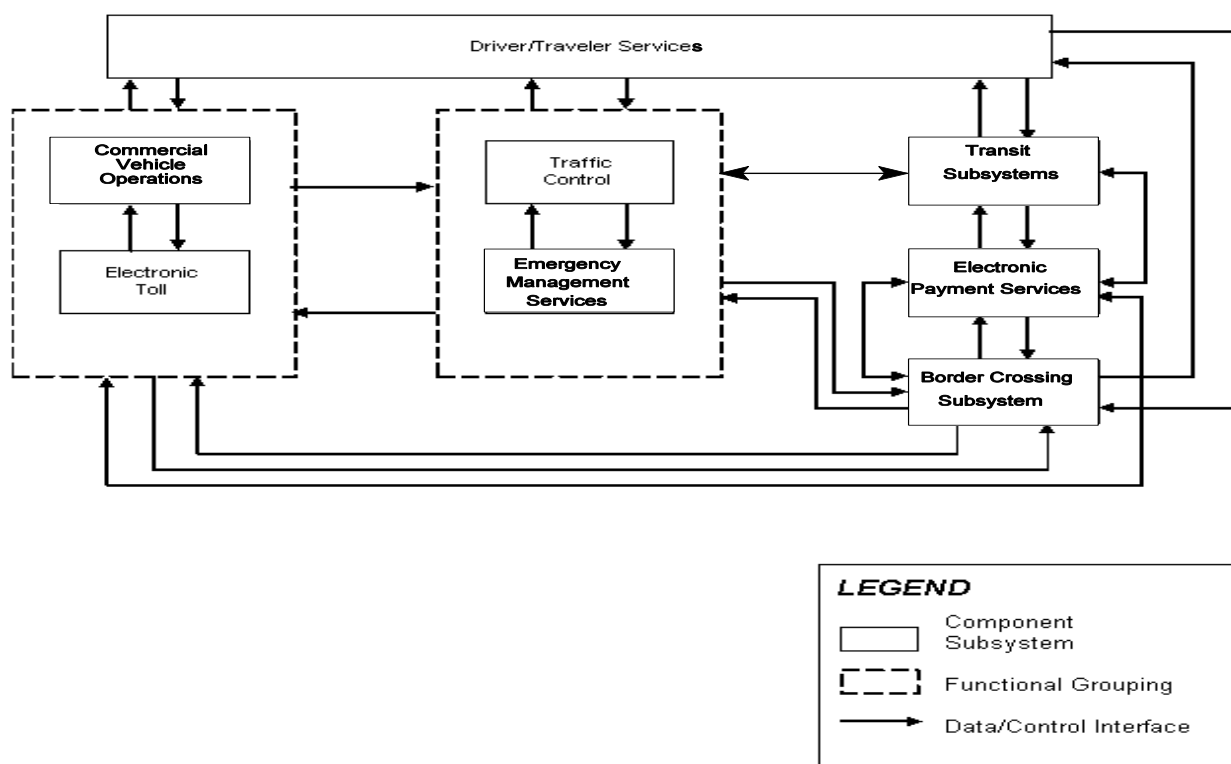 Driver/Traveler Services
Commercial
Vehicle
Operations
Electronic
Toll
Traffic
Control
Emergency
Management
Services
Transit
Subsystems
Electronic
Payment Services
Border Crossing
Subsystem
LEGEND
Component
Subsystem
Functional Grouping
Data/Control Interface